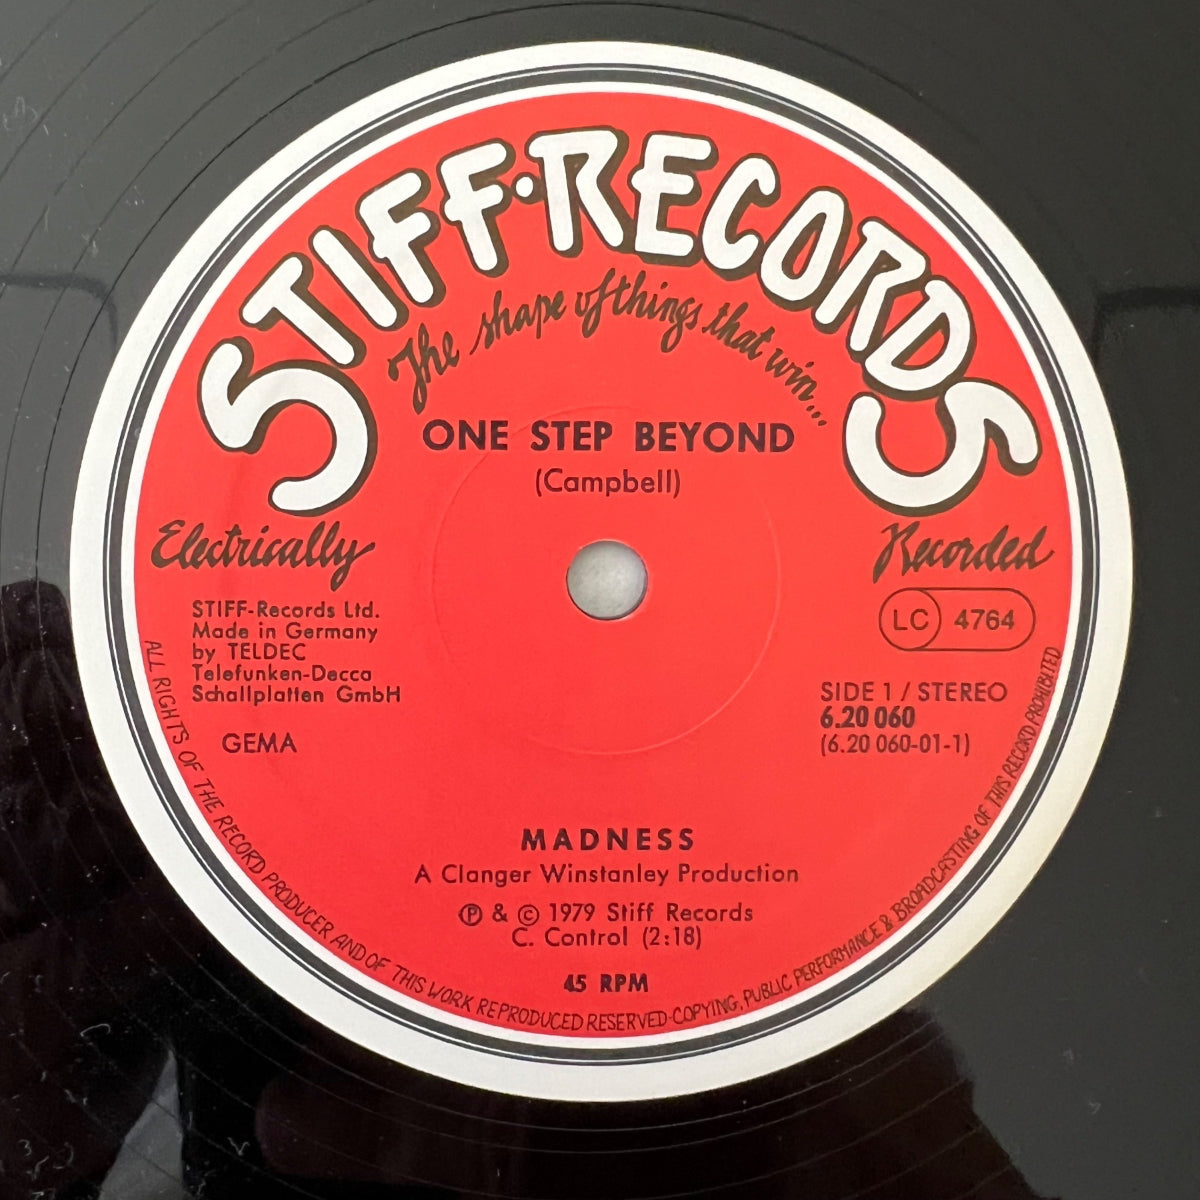 STIFF·RECORDS
The shape of things that win...
ONE STEP BEYOND
(Campbell)
Electrically
Recorded
STIFF-Records Ltd.
Made in Germany
by TELDEC
Telefunken-Decca
Schallplatten GmbH
GEMA
LC 4764
SIDE 1 / STEREO
6.20 060
(6.20 060-01-1)
MADNESS
A Clanger Winstanley Production
Ⓟ & © 1979 Stiff Records
C. Control (2:18)
45 RPM
ALL RIGHTS OF THE RECORD PRODUCER AND OF THIS WORK REPRODUCED RESERVED·COPYING, PUBLIC PERFORMANCE & BROADCASTING OF THIS RECORD PROHIBITED